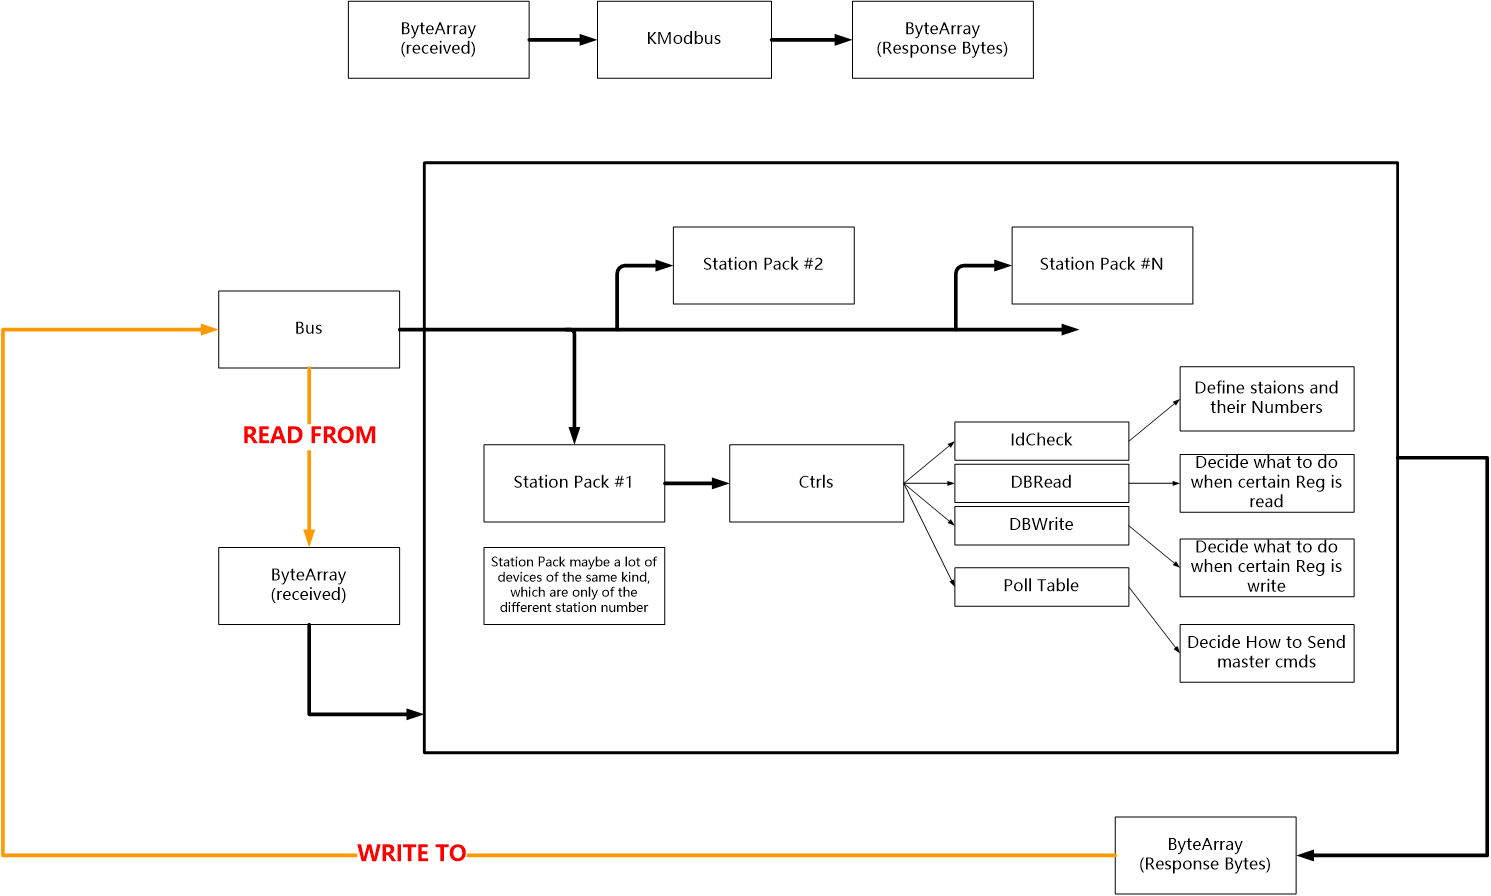 ByteArray
(received)
KModbus
ByteArray
(Response Bytes)
Station Pack #2
Station Pack #N
Bus
READ FROM
Define staions and
their Numbers
IdCheck
Station Pack #1
Ctrls
DBRead
Decide what to do
when certain Reg is
read
DBWrite
Decide what to do
when certain Reg is
write
Station Pack maybe a lot of
devices of the same kind,
which are only of the
different station number
ByteArray
(received)
Poll Table
Decide How to Send
master cmds
WRITE TO
ByteArray
(Response Bytes)